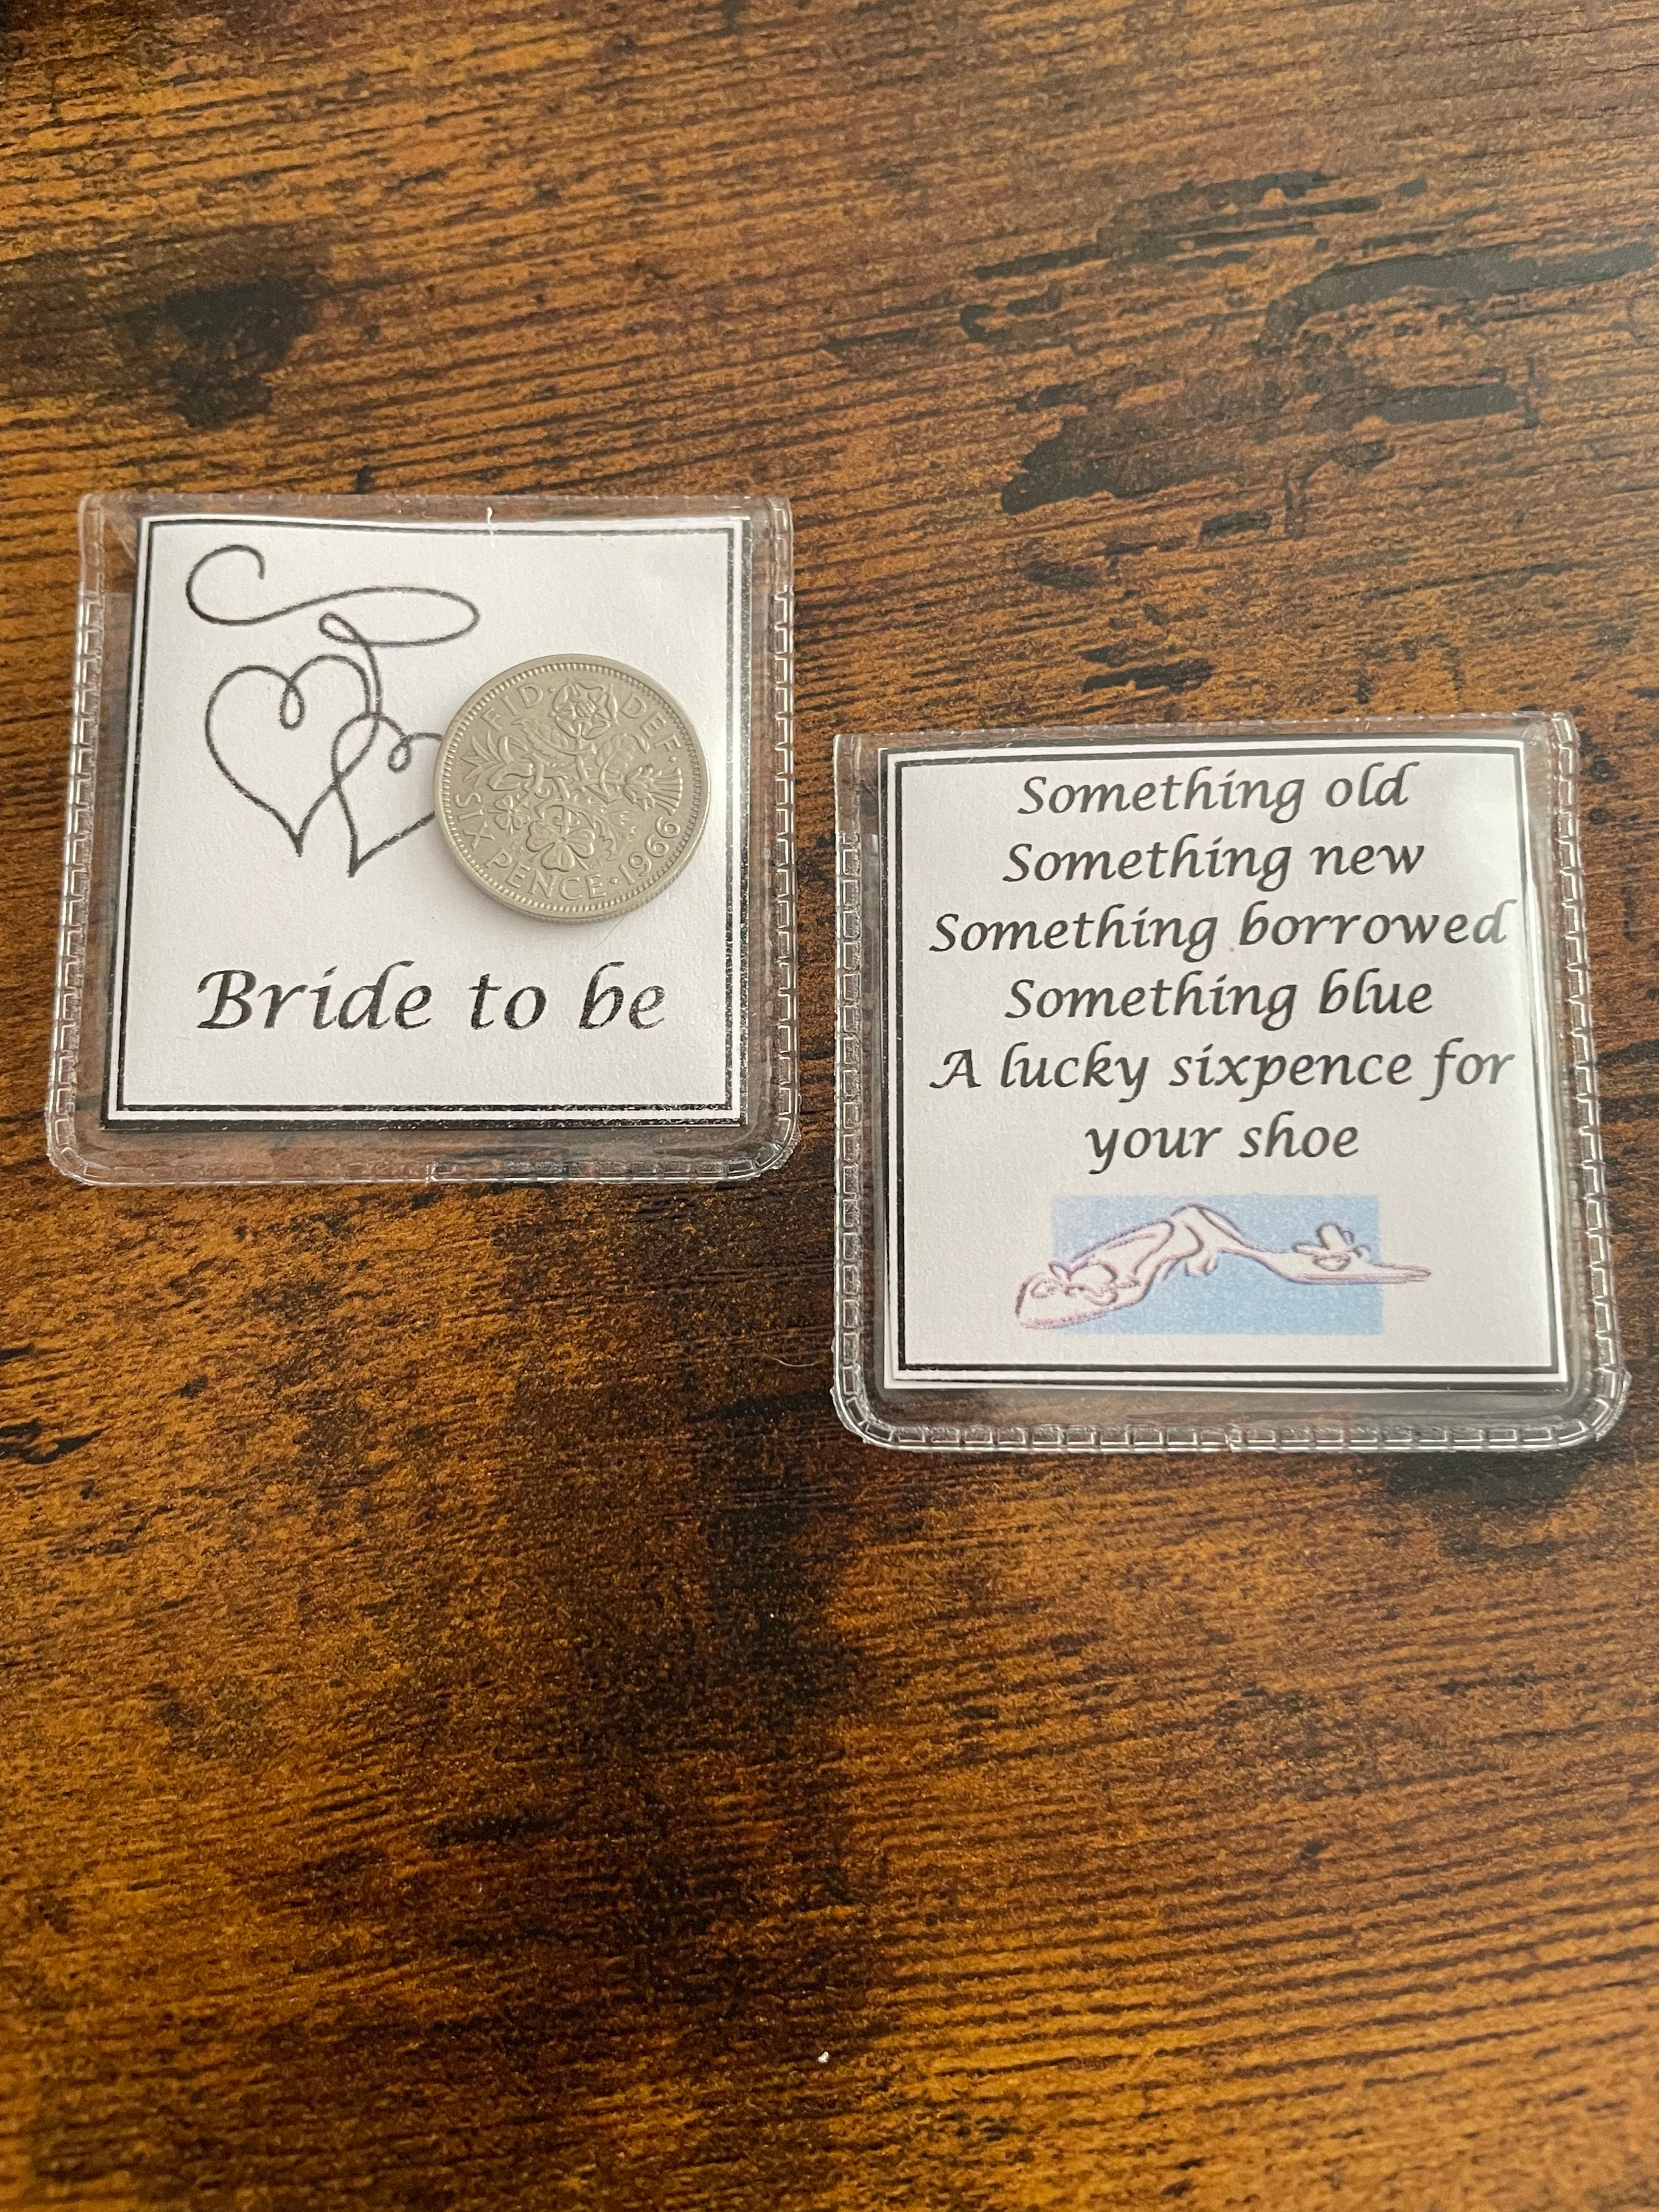 FID · DEF ·
SIX PENCE · 1966
Bride to be
Something old
Something new
Something borrowed
Something blue
A lucky sixpence for
your shoe